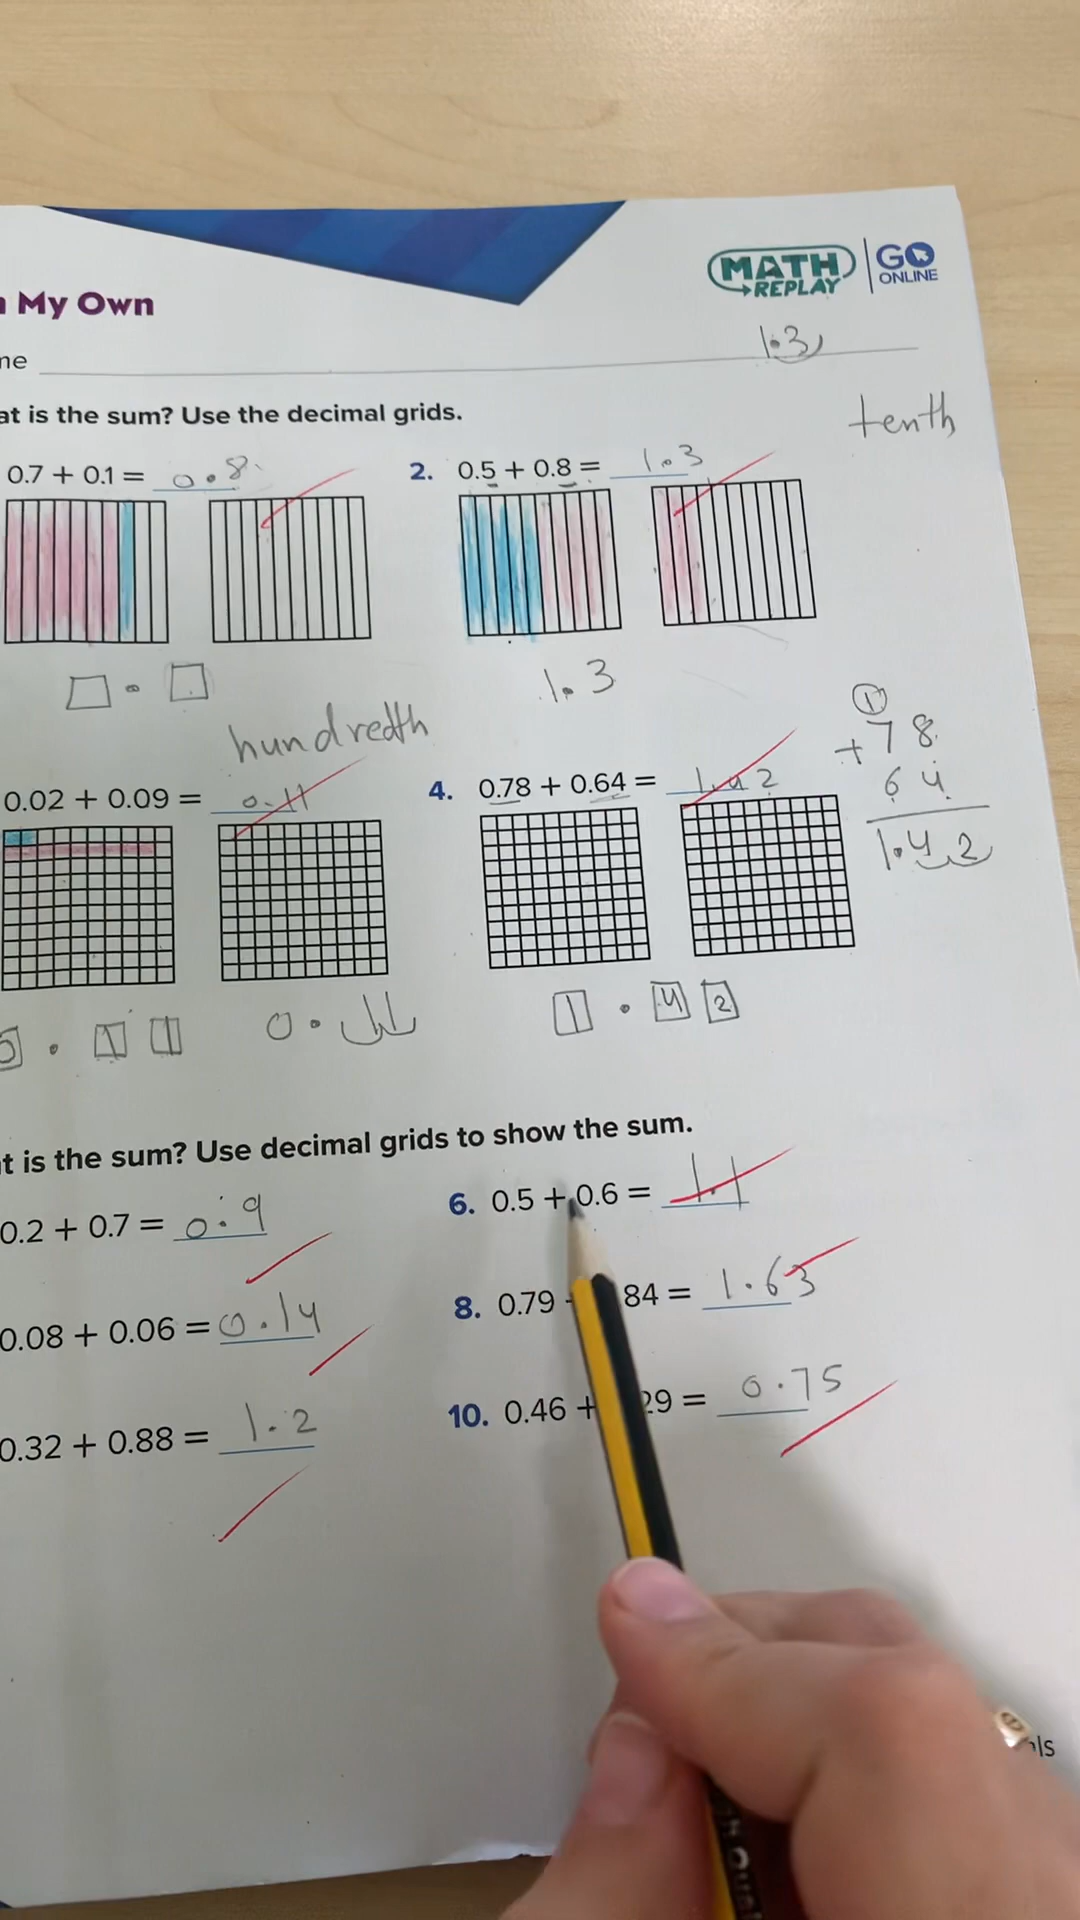 MATH
REPLAY
GO
ONLINE
My Own
1.3
at is the sum? Use the decimal grids.
tenth
0.7 + 0.1 = 0.8
2. 0.5 + 0.8 = 1.3
1.3
hundredth
1
+78
64
1.42
0.02 + 0.09 = 0.11
4. 0.78 + 0.64 = 1.42
. 1 1
0.11
1 . 4 2
t is the sum? Use decimal grids to show the sum.
0.2 + 0.7 = 0.9
6. 0.5 + 0.6 = 1.1
0.08 + 0.06 = 0.14
8. 0.79 84 = 1.63
0.32 + 0.88 = 1.2
10. 0.46 + 29 = 0.75